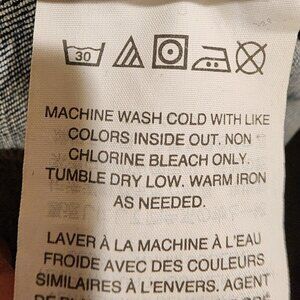 30
MACHINE WASH COLD WITH LIKE
COLORS INSIDE OUT. NON
CHLORINE BLEACH ONLY.
TUMBLE DRY LOW. WARM IRON
AS NEEDED.
LAVER À LA MACHINE À L'EAU
FROIDE AVEC DES COULEURS
SIMILAIRES À L'ENVERS. AGENT